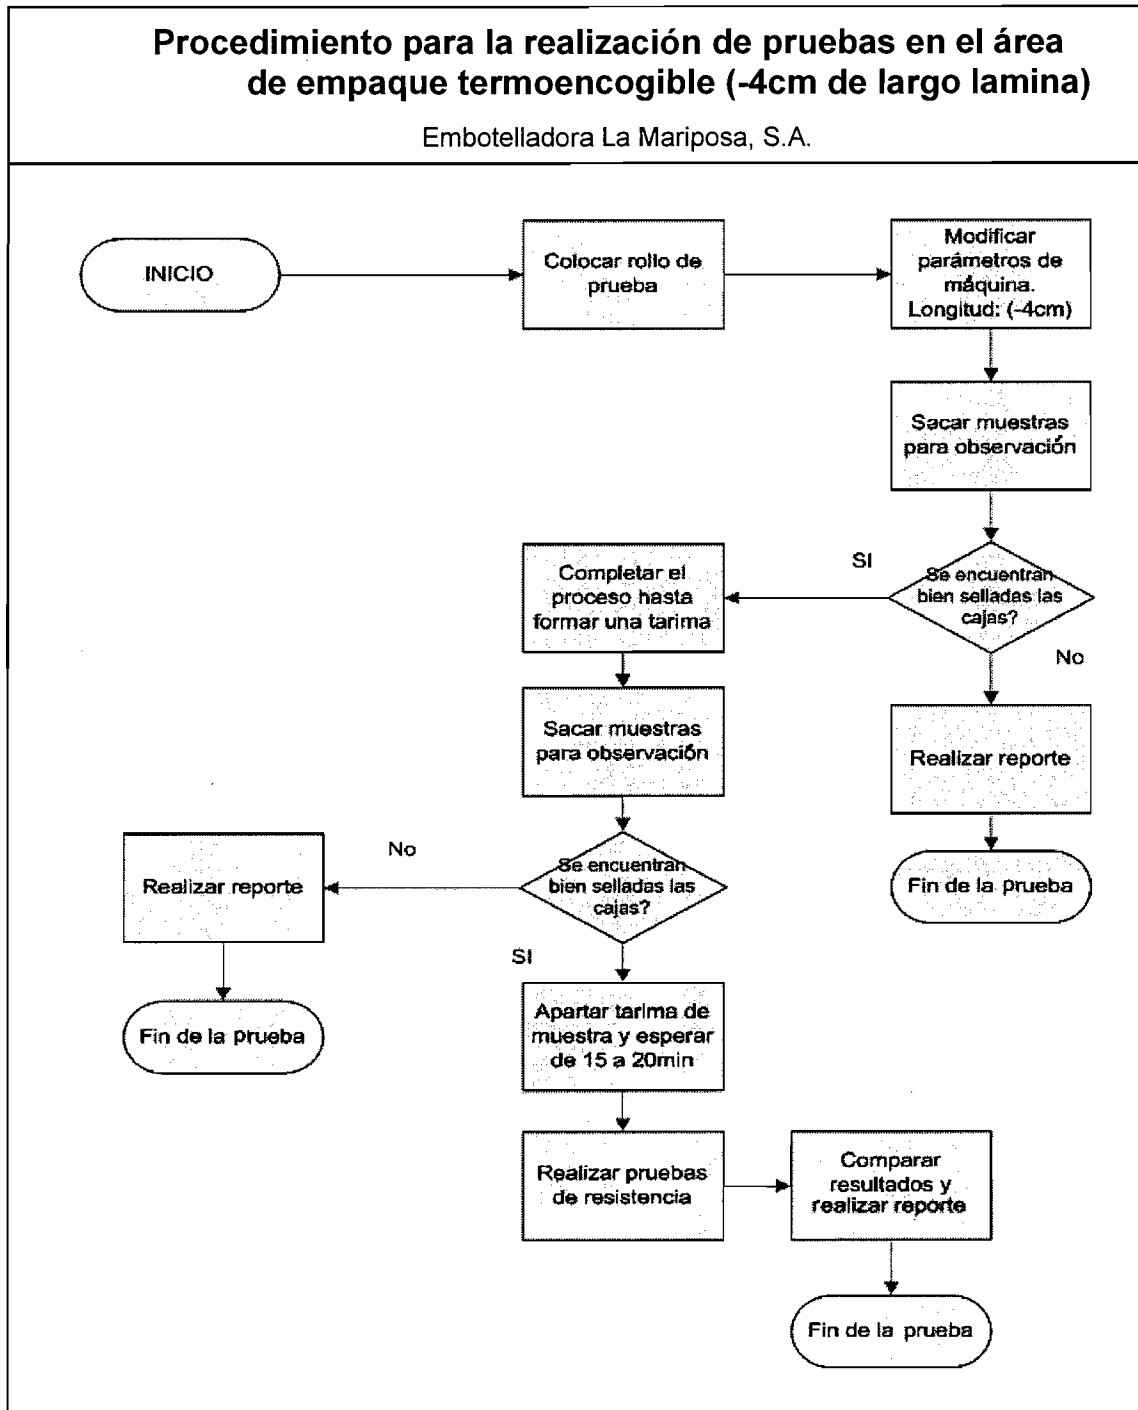 Procedimiento para la realización de pruebas en el área
de empaque termoencogible (-4cm de largo lamina)
Embotelladora La Mariposa, S.A.
INICIO
Colocar rollo de
prueba
Modificar
parámetros de
máquina.
Longitud: (-4cm)
Sacar muestras
para observación
Se encuentran
bien selladas las
cajas?
SI
No
Completar el
proceso hasta
formar una tarima
Realizar reporte
Fin de la prueba
Sacar muestras
para observación
Se encuentran
bien selladas las
cajas?
No
Realizar reporte
Fin de la prueba
SI
Apartar tarima de
muestra y esperar
de 15 a 20min
Realizar pruebas
de resistencia
Comparar
resultados y
realizar reporte
Fin de la prueba